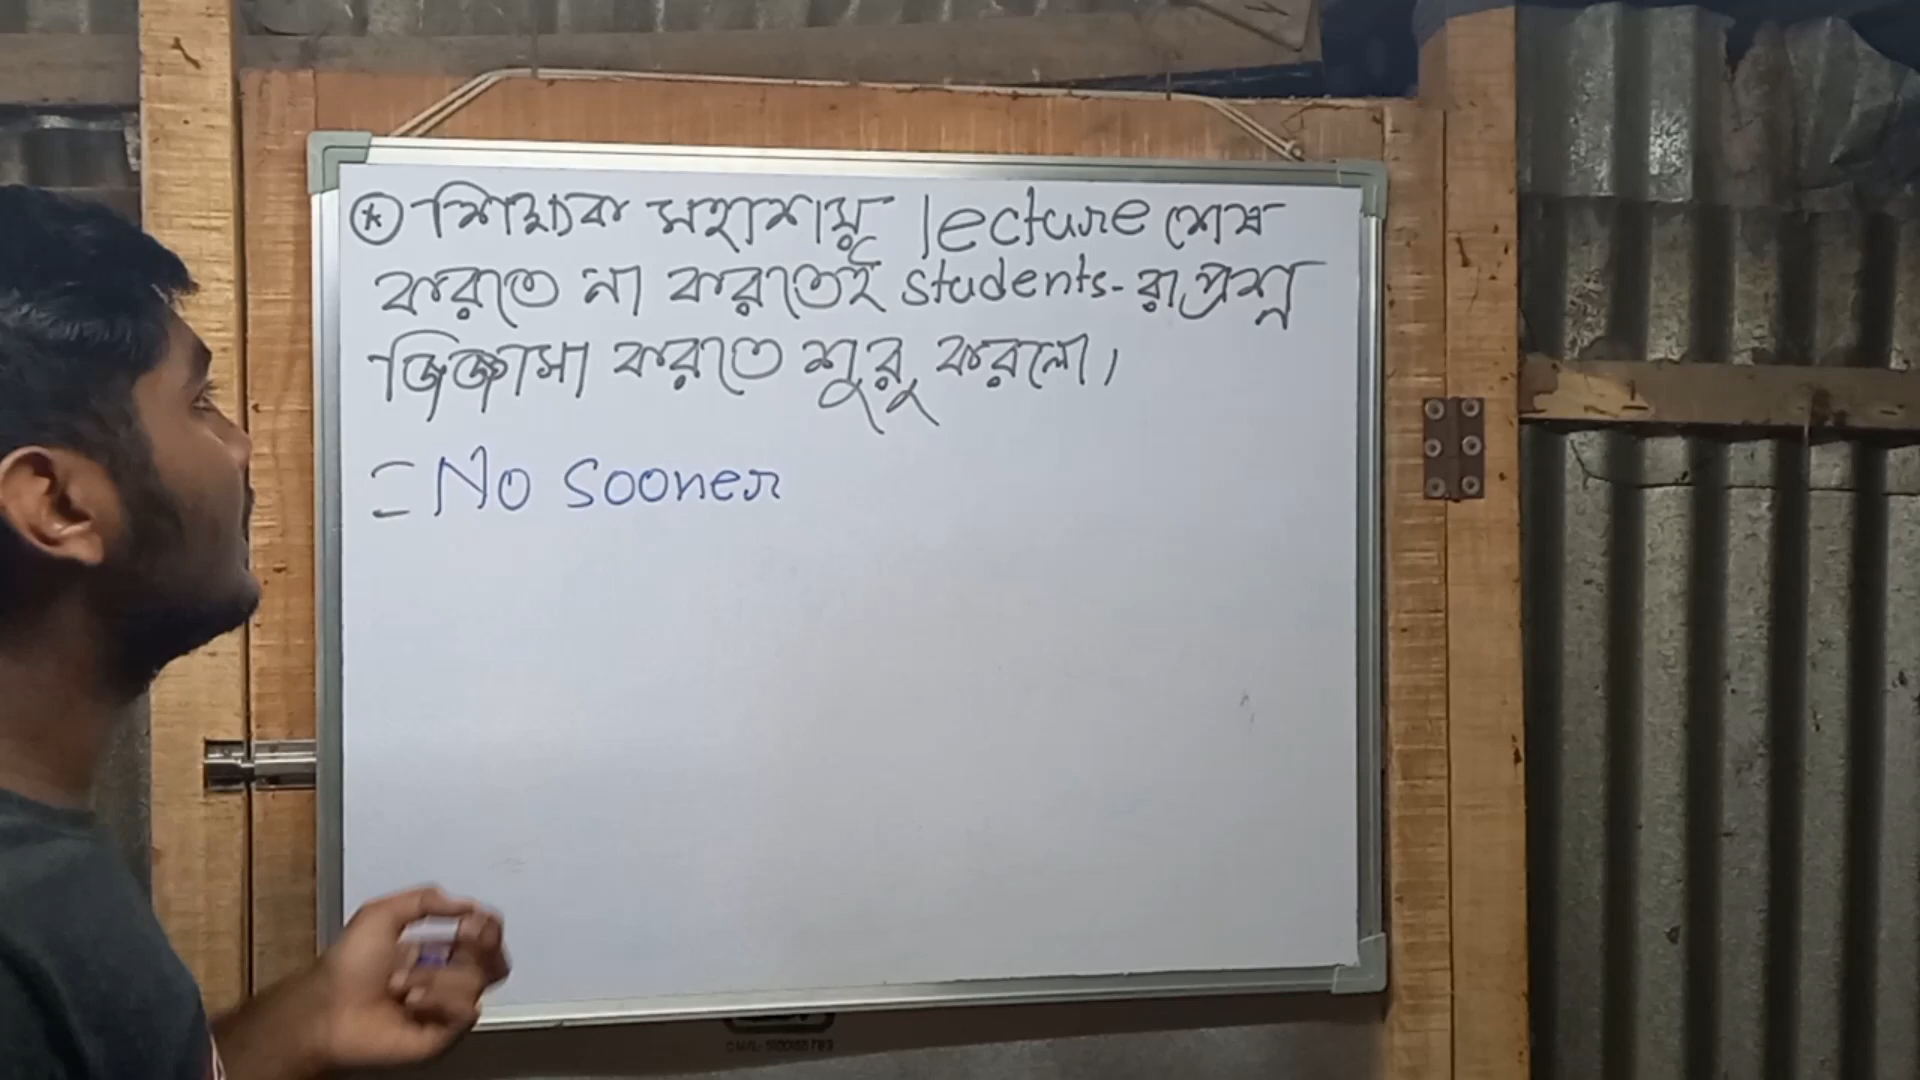 * শিক্ষক মহাশয় lecture শেষ
করতে না করতেই students-রা প্রশ্ন
জিজ্ঞাসা করতে শুরু করলো।
= No sooner